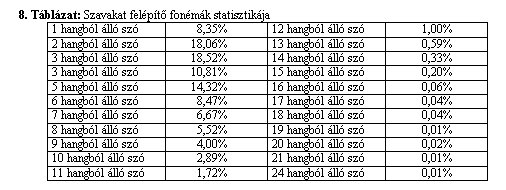 8. Táblázat: Szavakat felépítő fonémák statisztikája
1 hangból álló szó 8,35% 12 hangból álló szó 1,00%
2 hangból álló szó 18,06% 13 hangból álló szó 0,59%
3 hangból álló szó 18,52% 14 hangból álló szó 0,33%
3 hangból álló szó 10,81% 15 hangból álló szó 0,20%
5 hangból álló szó 14,32% 16 hangból álló szó 0,06%
6 hangból álló szó 8,47% 17 hangból álló szó 0,04%
7 hangból álló szó 6,67% 18 hangból álló szó 0,04%
8 hangból álló szó 5,52% 19 hangból álló szó 0,01%
9 hangból álló szó 4,00% 20 hangból álló szó 0,02%
10 hangból álló szó 2,89% 21 hangból álló szó 0,01%
11 hangból álló szó 1,72% 24 hangból álló szó 0,01%